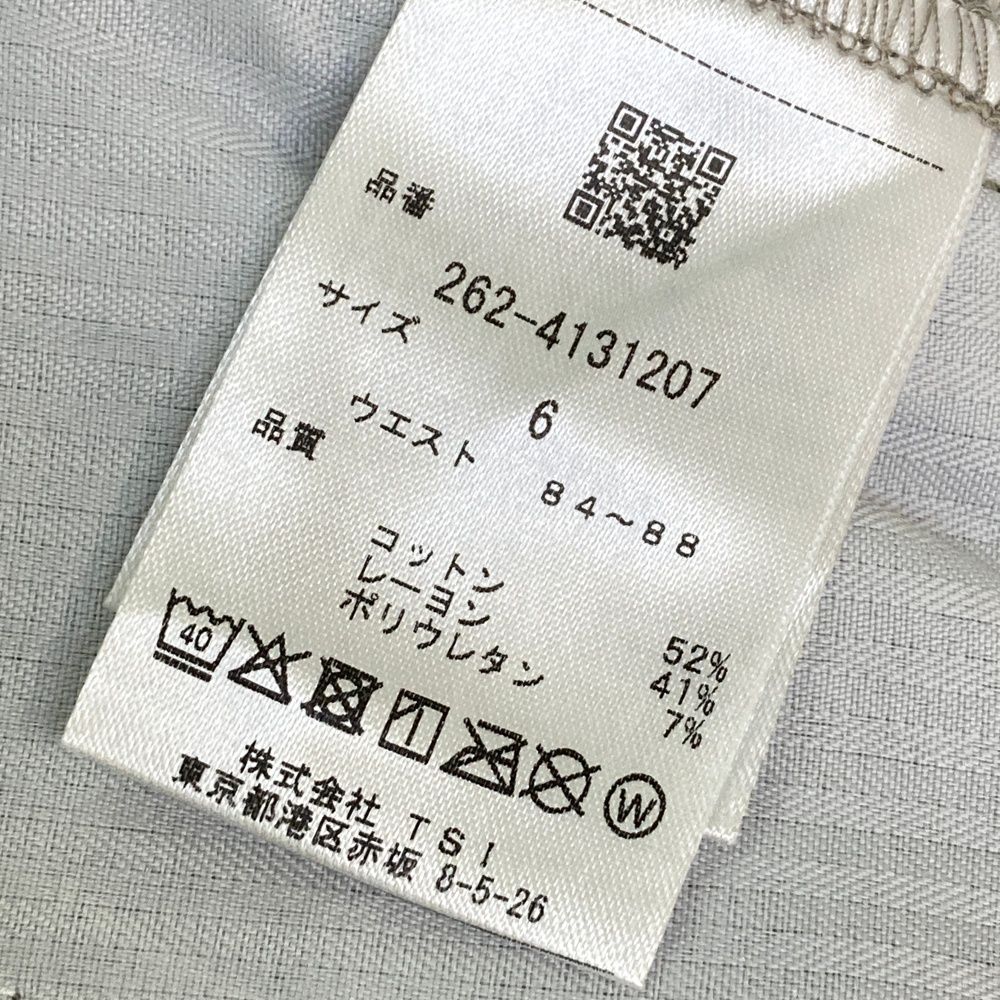 品番
262-4131207
サイズ
6
ウエスト 84～88
品質
コットン 52%
レーヨン 41%
ポリウレタン 7%
40
W
株式会社 TSI
東京都港区赤坂 8-5-26